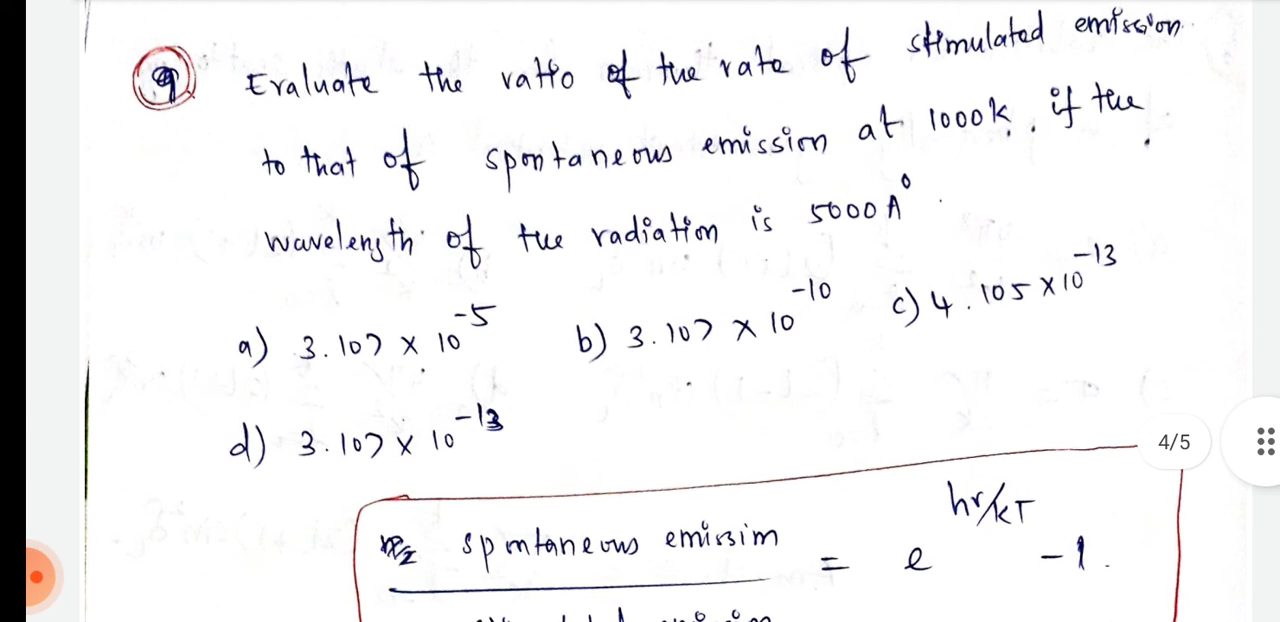 9 Evaluate the ratio of the rate of stimulated emission
to that of spontaneous emission at 1000K. if the
wavelength of the radiation is 5000A°.
a) 3.107 × 10^-5 b) 3.107 × 10^-10 c) 4.105 × 10^-13
d) 3.107 × 10^-13
4/5
spontaneous emission = e^hν/kT - 1.